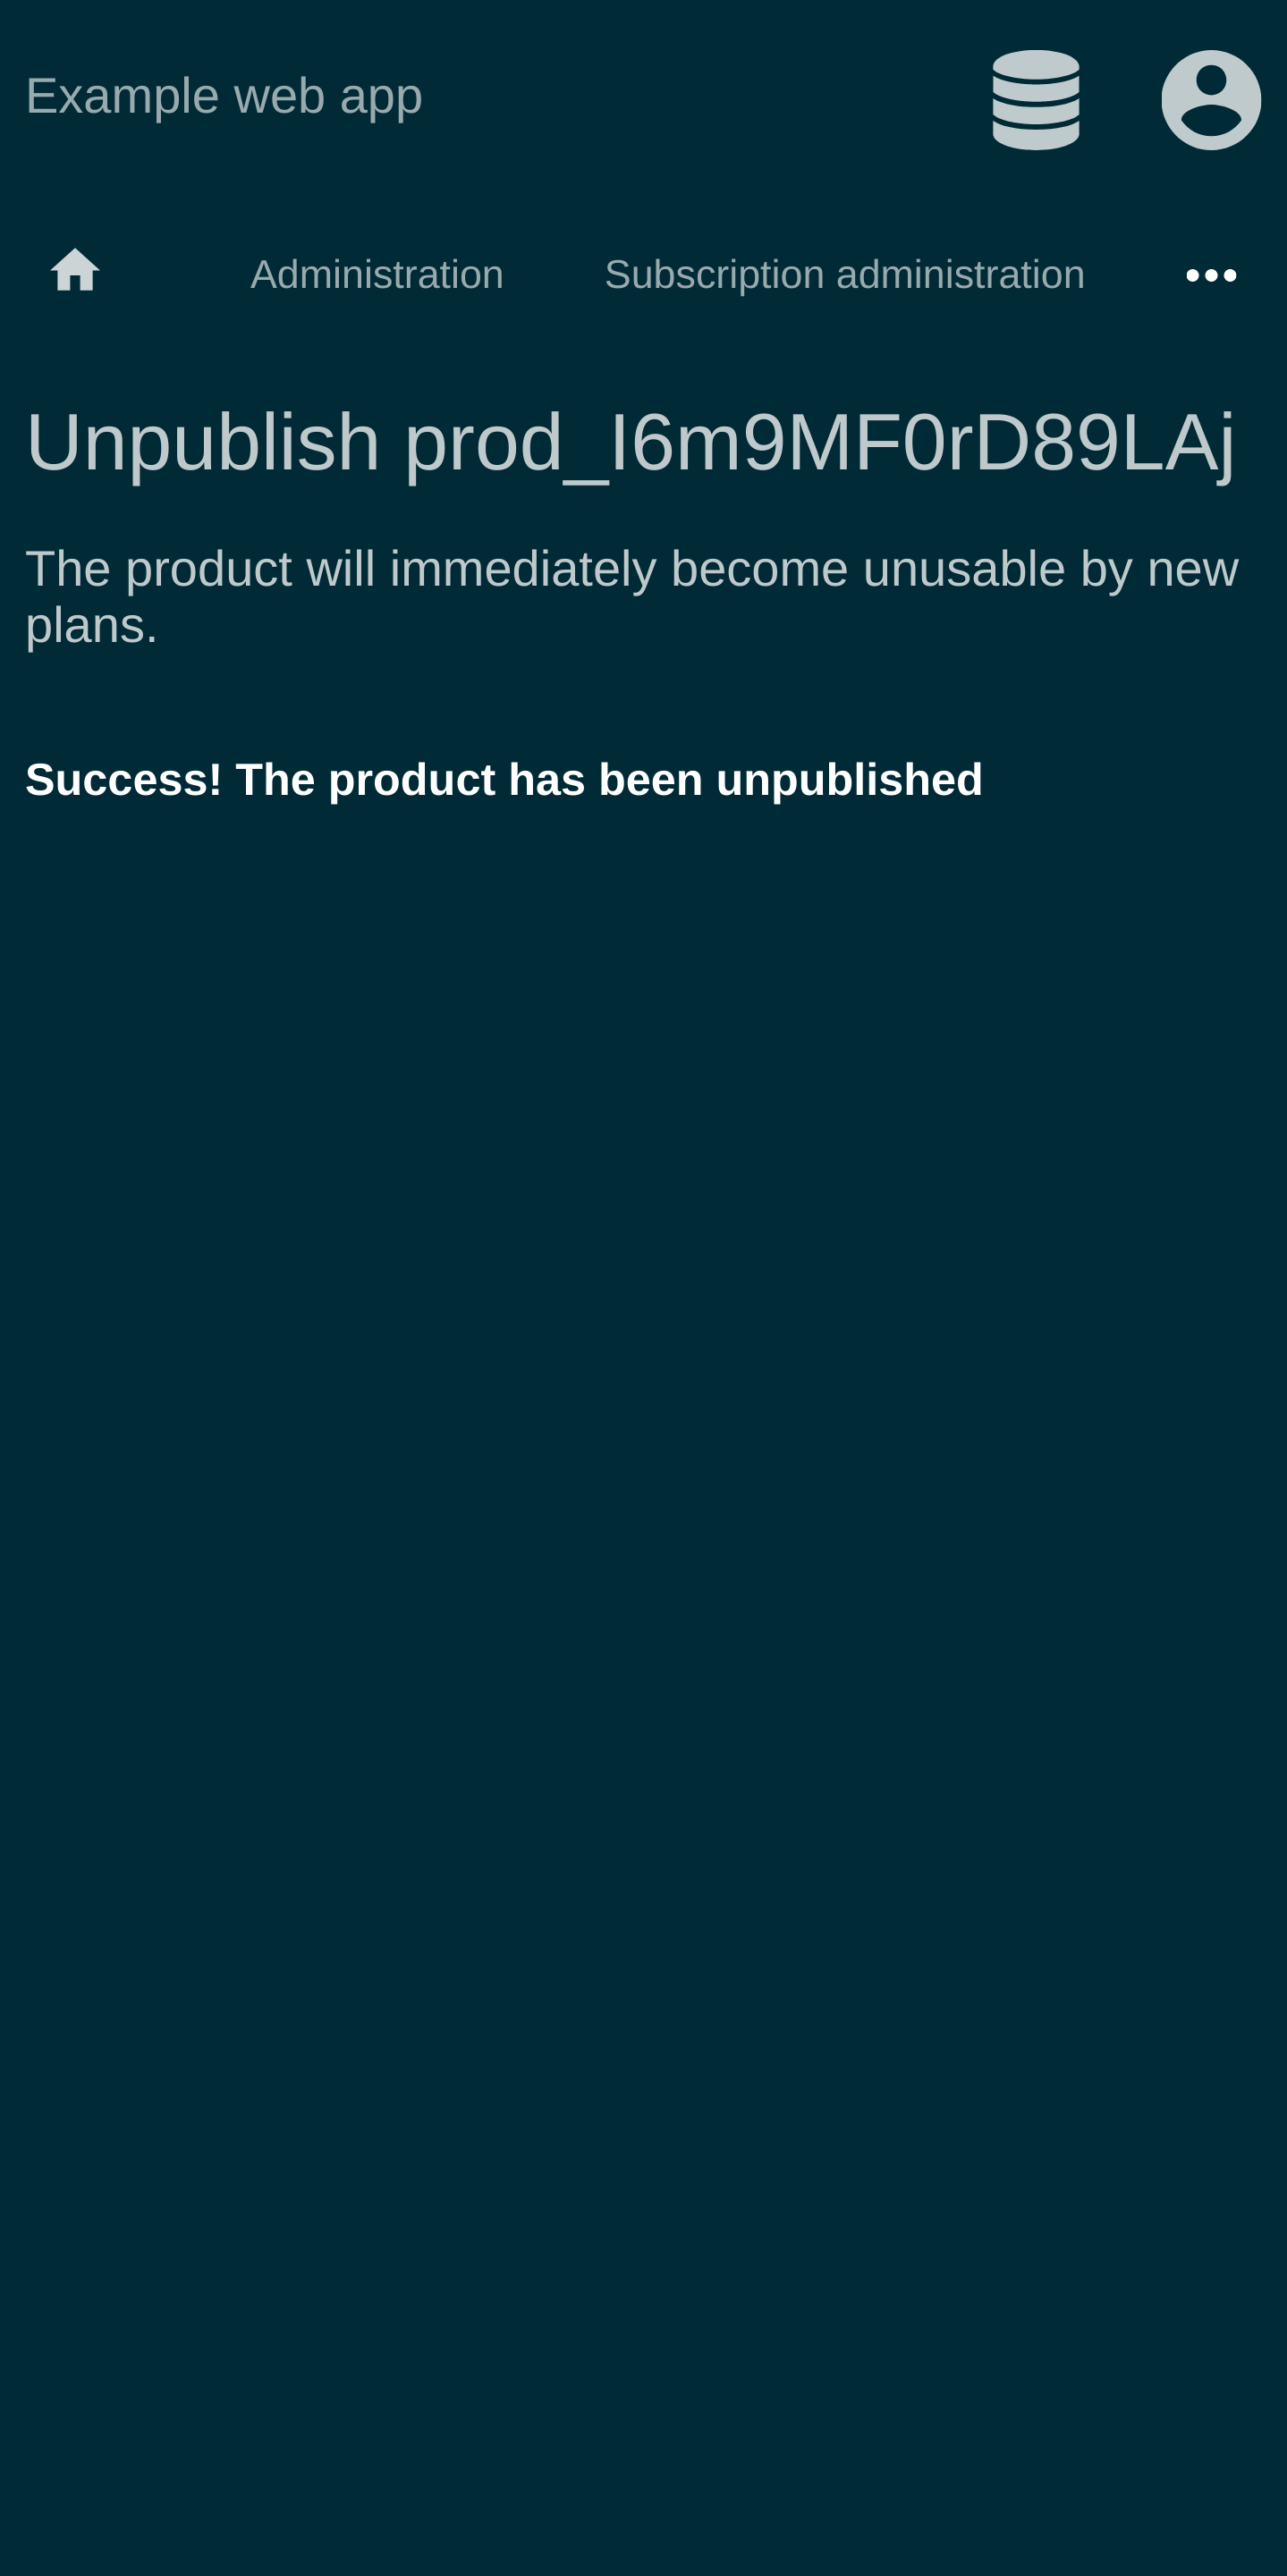 Example web app
Administration
Subscription administration
Unpublish prod_I6m9MF0rD89LAj
The product will immediately become unusable by new
plans.
Success! The product has been unpublished